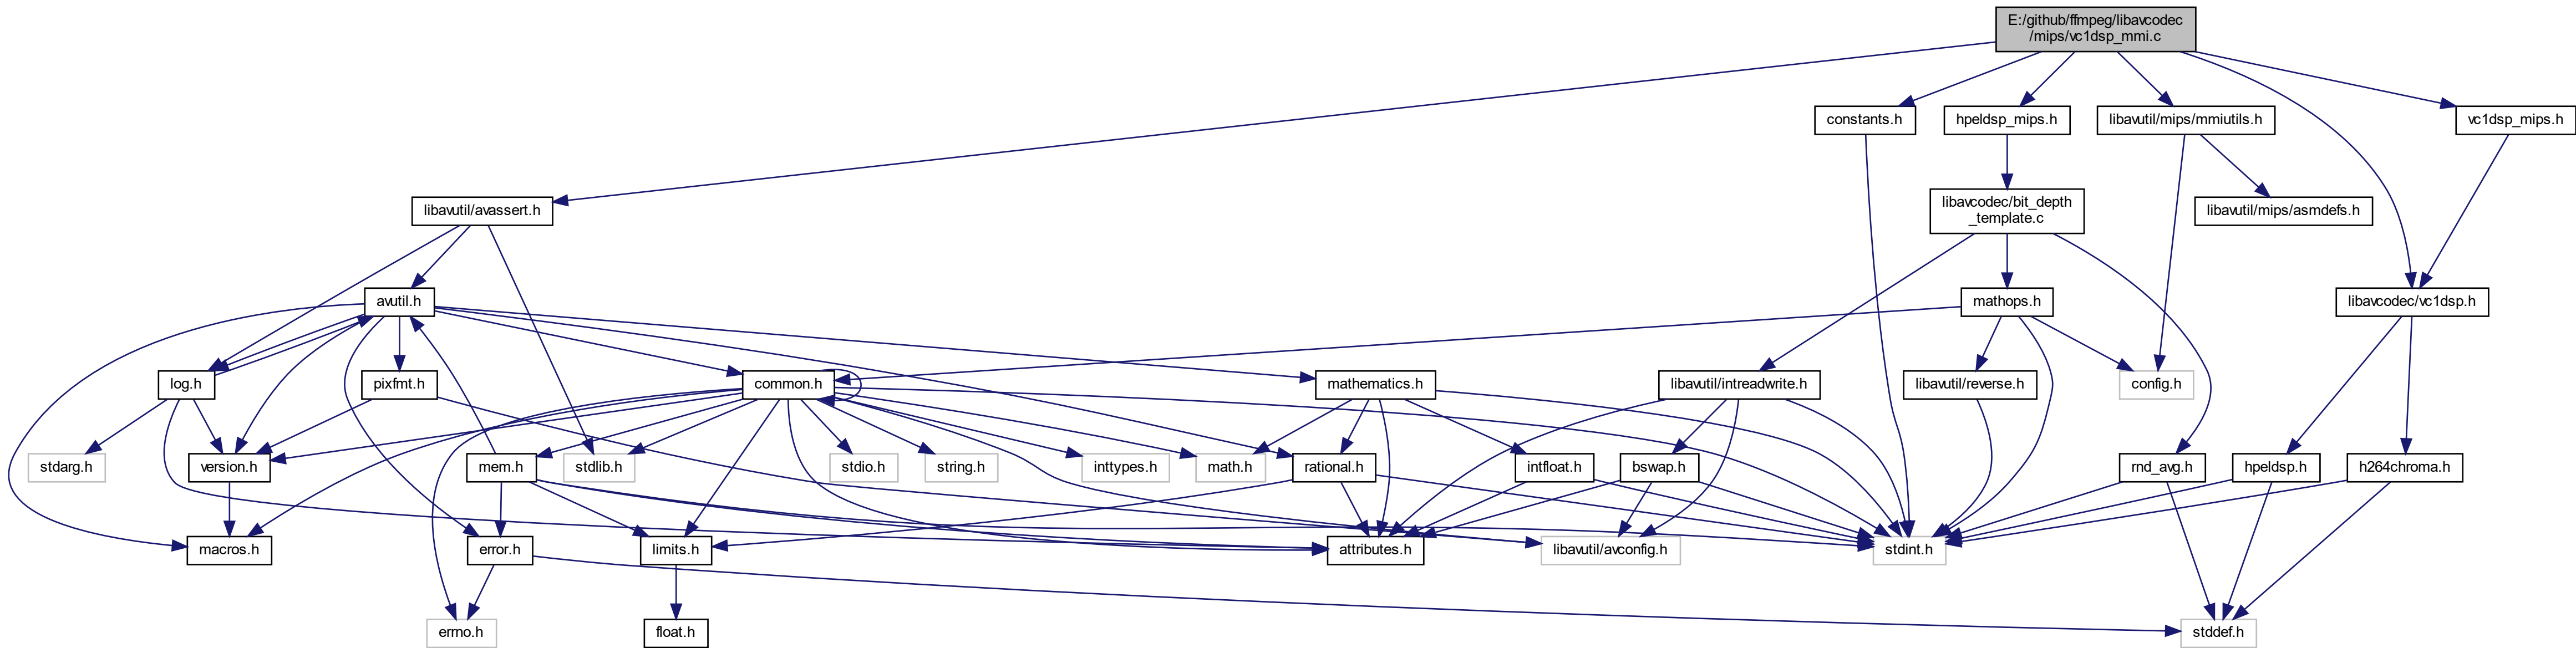 E:/github/ffmpeg/libavcodec
/mips/vc1dsp_mmi.c
constants.h
hpeldsp_mips.h
libavutil/mips/mmiutils.h
vc1dsp_mips.h
libavutil/avassert.h
libavcodec/bit_depth
_template.c
libavutil/mips/asmdefs.h
avutil.h
mathops.h
libavcodec/vc1dsp.h
log.h
pixfmt.h
common.h
mathematics.h
libavutil/intreadwrite.h
libavutil/reverse.h
config.h
stdarg.h
version.h
mem.h
stdlib.h
stdio.h
string.h
inttypes.h
math.h
rational.h
intfloat.h
bswap.h
rnd_avg.h
hpeldsp.h
h264chroma.h
macros.h
error.h
limits.h
attributes.h
libavutil/avconfig.h
stdint.h
errno.h
float.h
stddef.h